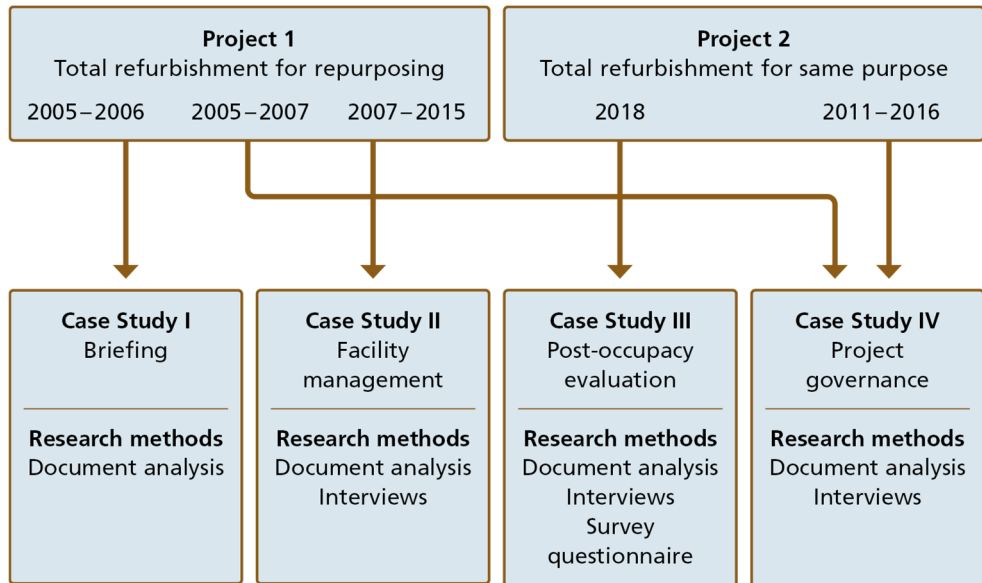 Project 1
Total refurbishment for repurposing
2005–2006 2005–2007 2007–2015
Project 2
Total refurbishment for same purpose
2018 2011–2016
Case Study I
Briefing
Research methods
Document analysis
Case Study II
Facility
management
Research methods
Document analysis
Interviews
Case Study III
Post-occupacy
evaluation
Research methods
Document analysis
Interviews
Survey
questionnaire
Case Study IV
Project
governance
Research methods
Document analysis
Interviews